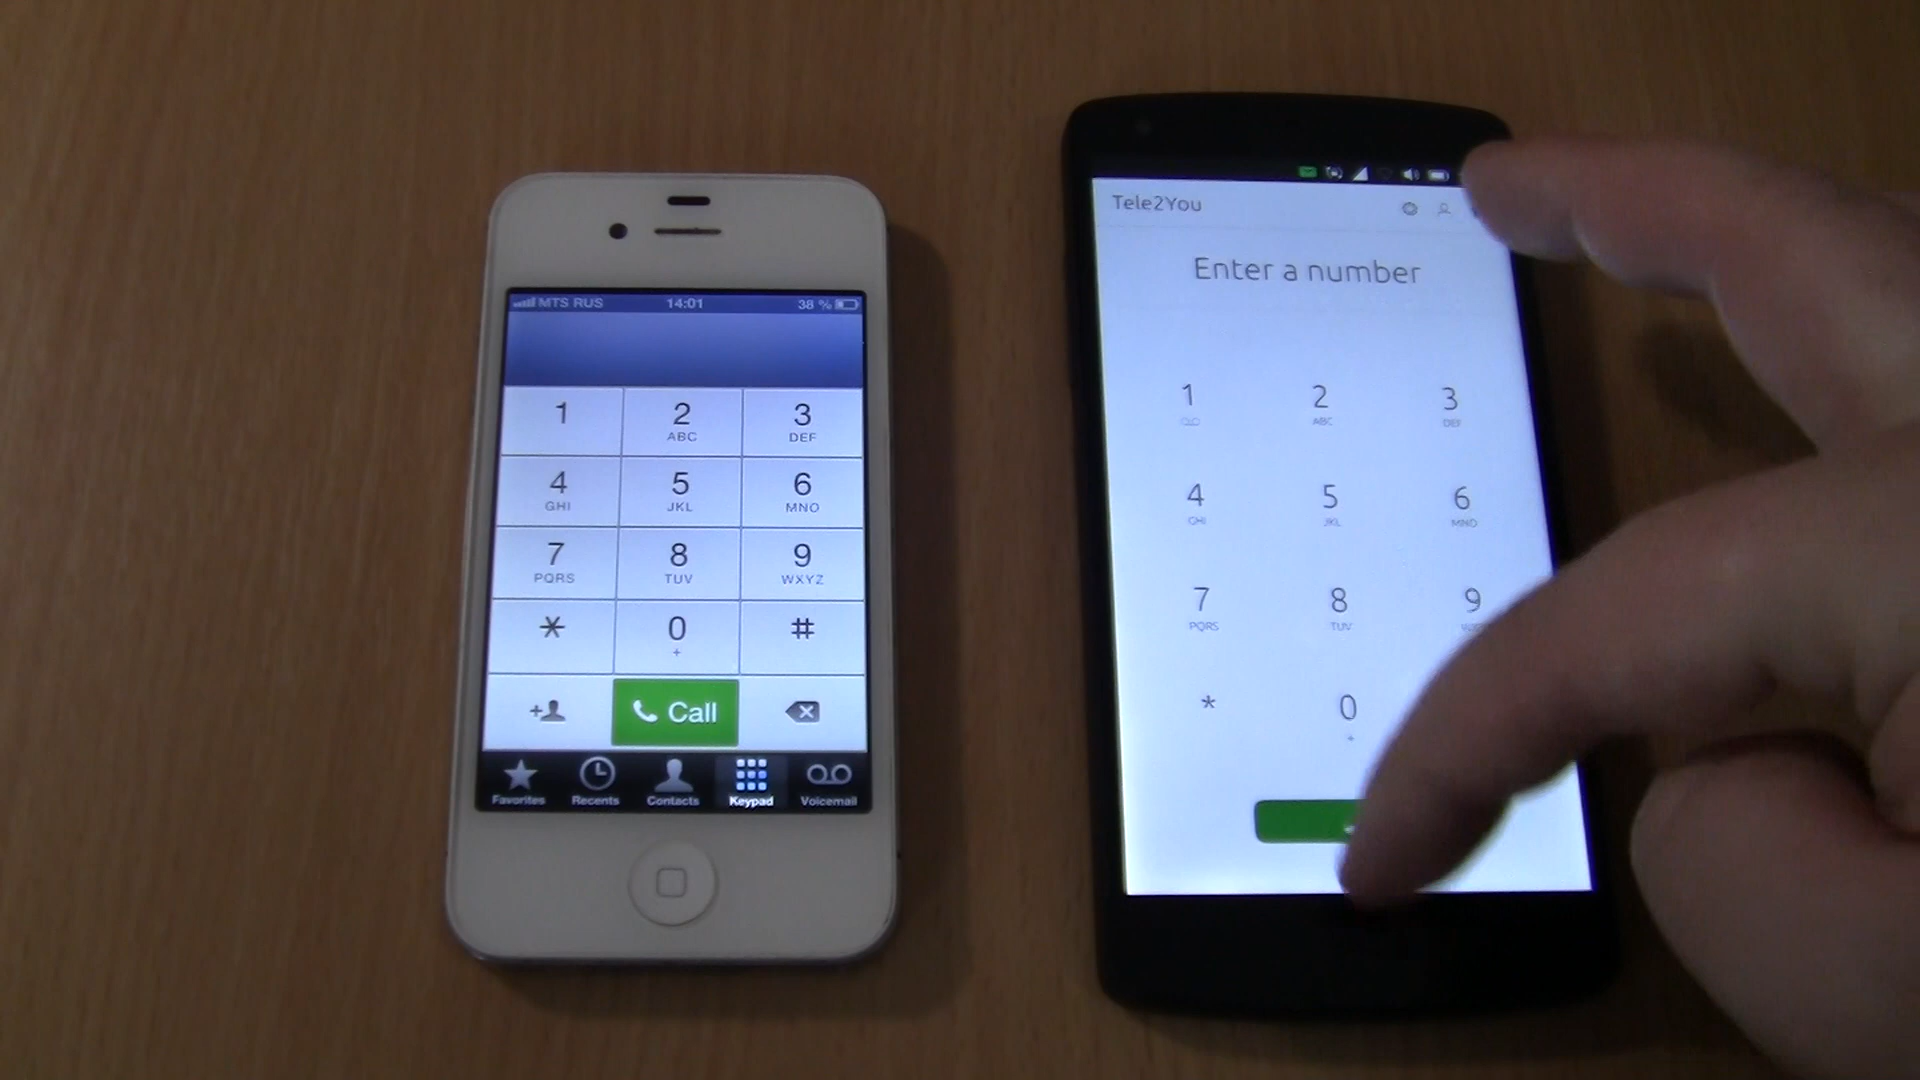 MTS RUS 14:01 38 %
1 2 3
ABC DEF
4 5 6
GHI JKL MNO
7 8 9
PQRS TUV WXYZ
* 0 #
+
+ Call
Favorites Recents Contacts Keypad Voicemail
Tele2You
Enter a number
1 2 3
ABC DEF
4 5 6
GHI JKL MNO
7 8 9
PQRS TUV
* 0
+